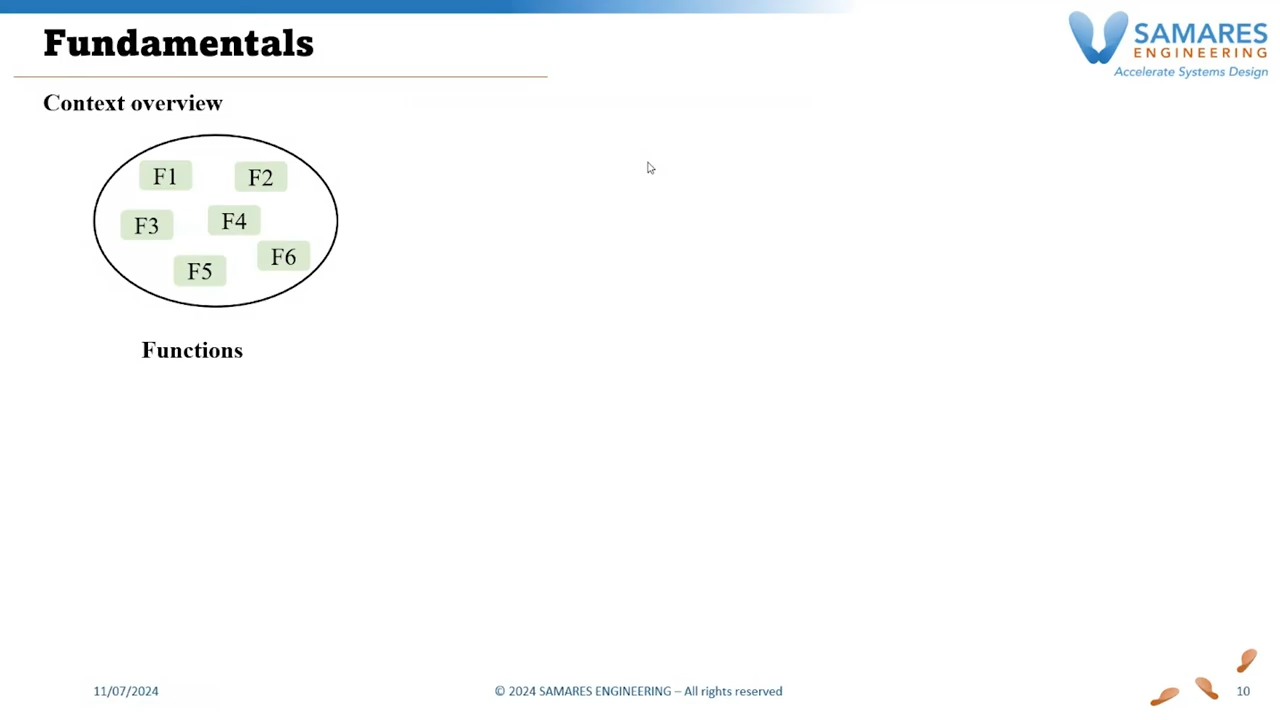 Fundamentals
SAMARES
ENGINEERING
Accelerate Systems Design
Context overview
F1
F2
F3
F4
F5
F6
Functions
11/07/2024
© 2024 SAMARES ENGINEERING – All rights reserved
10